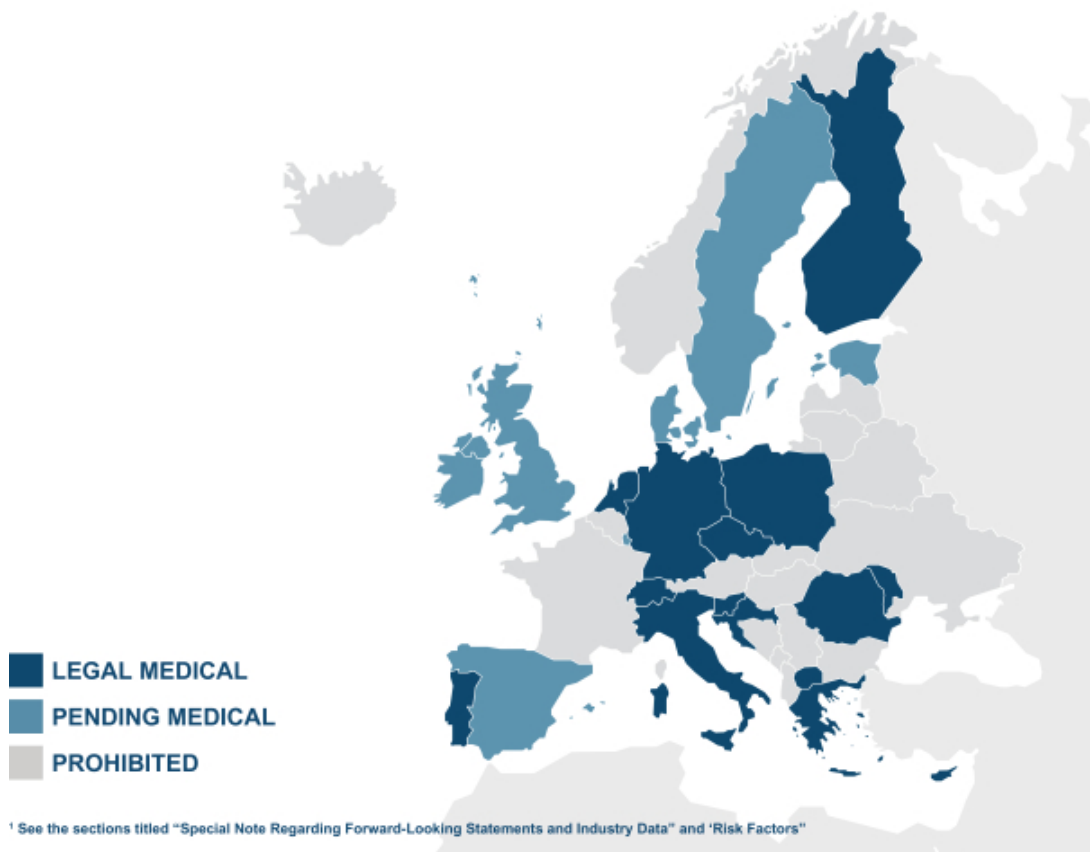 LEGAL MEDICAL
PENDING MEDICAL
PROHIBITED
¹ See the sections titled “Special Note Regarding Forward-Looking Statements and Industry Data” and ‘Risk Factors”